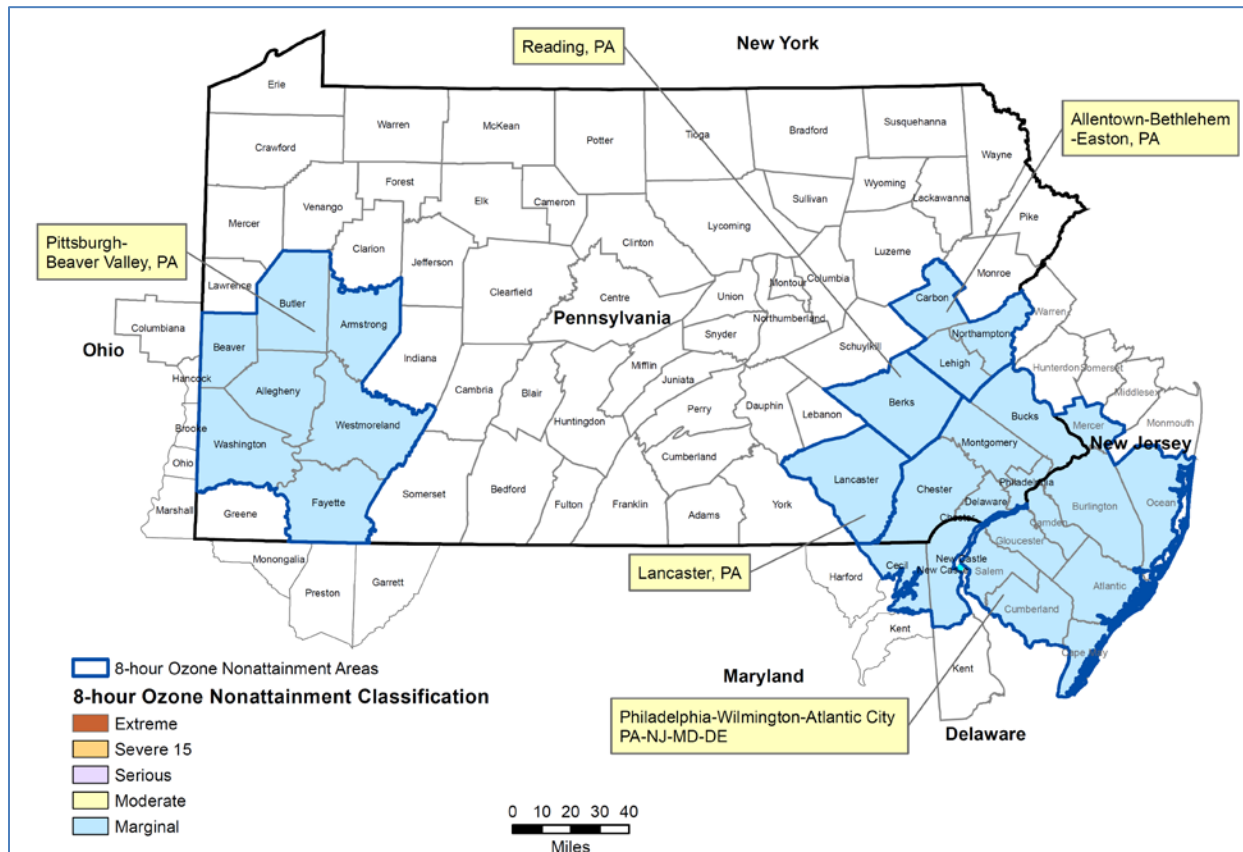 Reading, PA
New York
Erie
Warren
McKean
Potter
Tioga
Bradford
Susquehanna
Allentown-Bethlehem
-Easton, PA
Crawford
Wayne
Forest
Elk
Cameron
Sullivan
Wyoming
Lackawanna
Mercer
Venango
Clarion
Jefferson
Clinton
Lycoming
Luzerne
Pike
Pittsburgh-
Beaver Valley, PA
Lawrence
Butler
Armstrong
Clearfield
Centre
Union
Montour
Columbia
Carbon
Monroe
Warren
Columbiana
Ohio
Beaver
Pennsylvania
Snyder
Northumberland
Schuylkill
Northampton
Lehigh
Hancock
Allegheny
Indiana
Cambria
Blair
Mifflin
Juniata
Hunterdon
Somerset
Middlesex
Brooke
Westmoreland
Huntingdon
Perry
Dauphin
Lebanon
Berks
Bucks
Mercer
Monmouth
New Jersey
Ohio
Washington
Cumberland
Montgomery
Marshall
Greene
Fayette
Somerset
Bedford
Fulton
Franklin
Adams
York
Lancaster
Chester
Delaware
Philadelphia
Chester
Burlington
Ocean
Camden
Gloucester
Monongalia
Preston
Garrett
Lancaster, PA
Harford
Cecil
New Castle
New Castle
Salem
Atlantic
Cumberland
Kent
Kent
Cape May
Maryland
Delaware
Philadelphia-Wilmington-Atlantic City
PA-NJ-MD-DE
8-hour Ozone Nonattainment Areas
8-hour Ozone Nonattainment Classification
Extreme
Severe 15
Serious
Moderate
Marginal
0 10 20 30 40
Miles